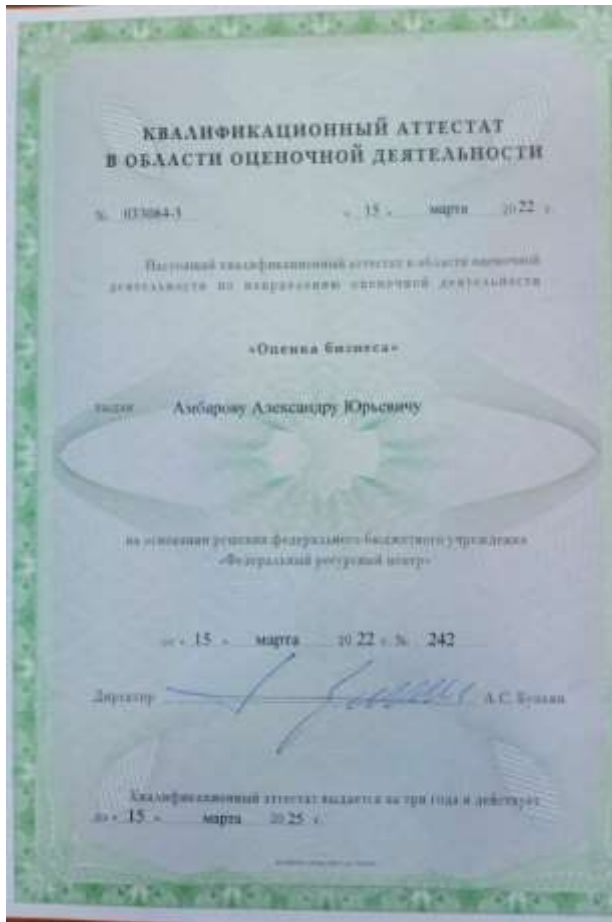 КВАЛИФИКАЦИОННЫЙ АТТЕСТАТ
В ОБЛАСТИ ОЦЕНОЧНОЙ ДЕЯТЕЛЬНОСТИ
№ 033064-3 « 15 » марта 20 22 г.
Настоящий квалификационный аттестат в области оценочной
деятельности по направлению оценочной деятельности
«Оценка бизнеса»
выдан Амбарову Александру Юрьевичу
на основании решения федерального бюджетного учреждения
«Федеральный ресурсный центр»
от « 15 » марта 20 22 г. № 242
Директор А.С. Бункин
Квалификационный аттестат выдается на три года и действует
до « 15 » марта 20 25 г.